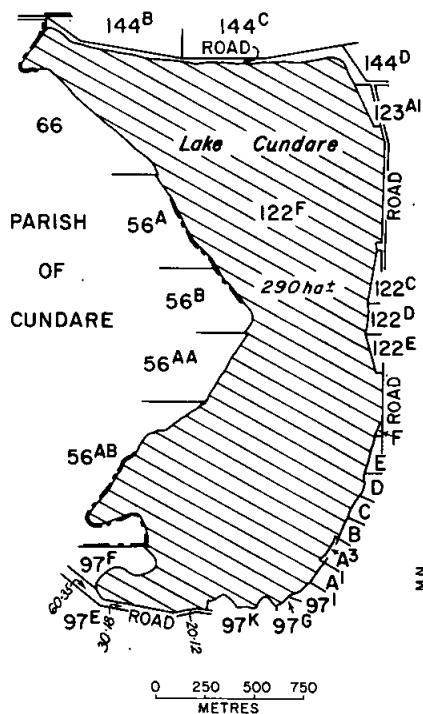 144B 144C
ROAD 144D
123A1
66
Lake Cundare
ROAD
56A 122F
PARISH
OF
CUNDARE
290ha±
56B 122C
122D
122E
56AA
ROAD
F
56AB
E
D
C
B
A3
A1
97F
97I
60·35
97E 30·18 ROAD 20·12 97K 97G
0 250 500 750
METRES